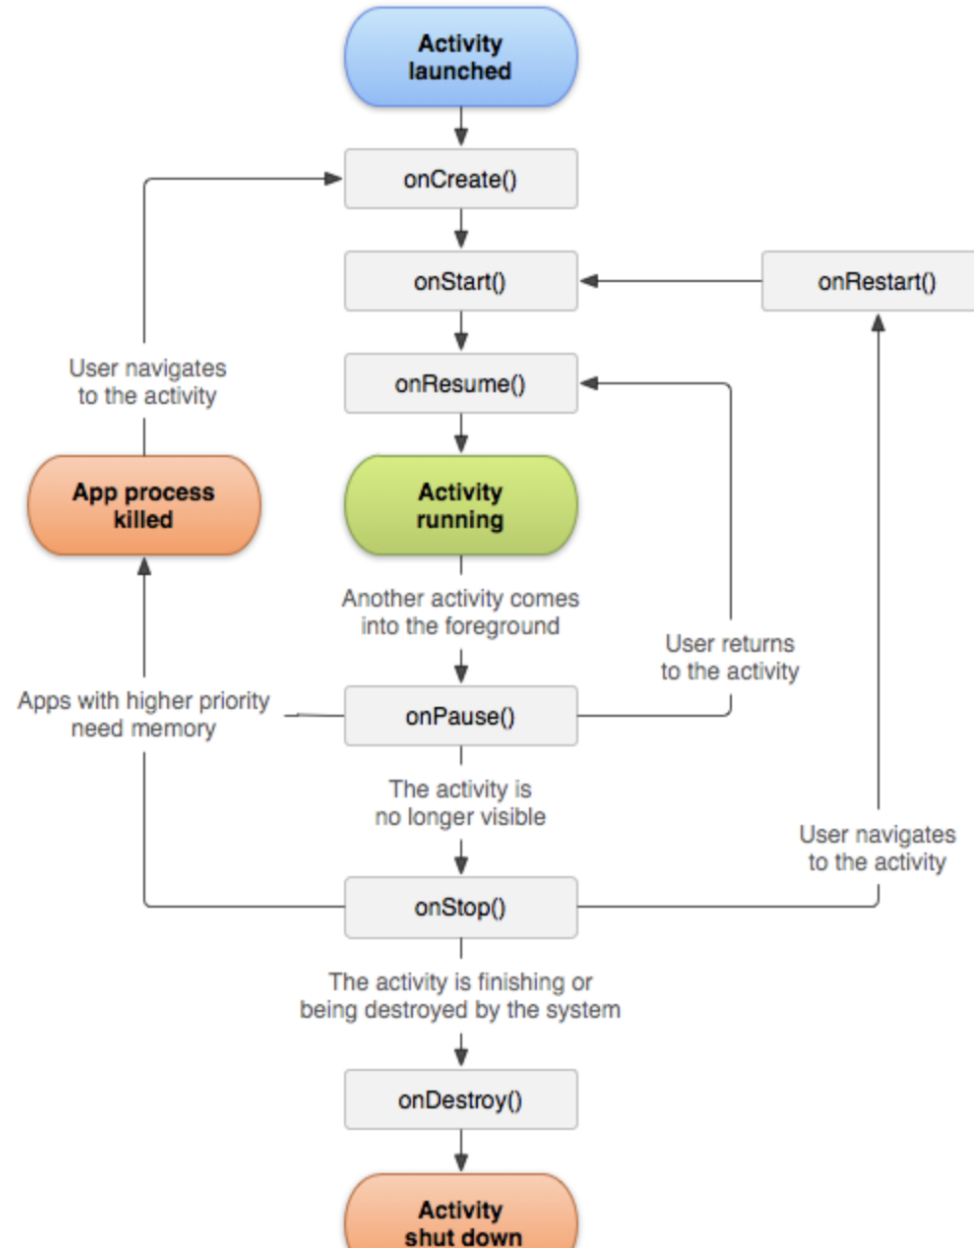 Activity
launched
onCreate()
onStart()
onRestart()
User navigates
to the activity
onResume()
App process
killed
Activity
running
Another activity comes
into the foreground
User returns
to the activity
Apps with higher priority
need memory
onPause()
The activity is
no longer visible
User navigates
to the activity
onStop()
The activity is finishing or
being destroyed by the system
onDestroy()
Activity
shut down